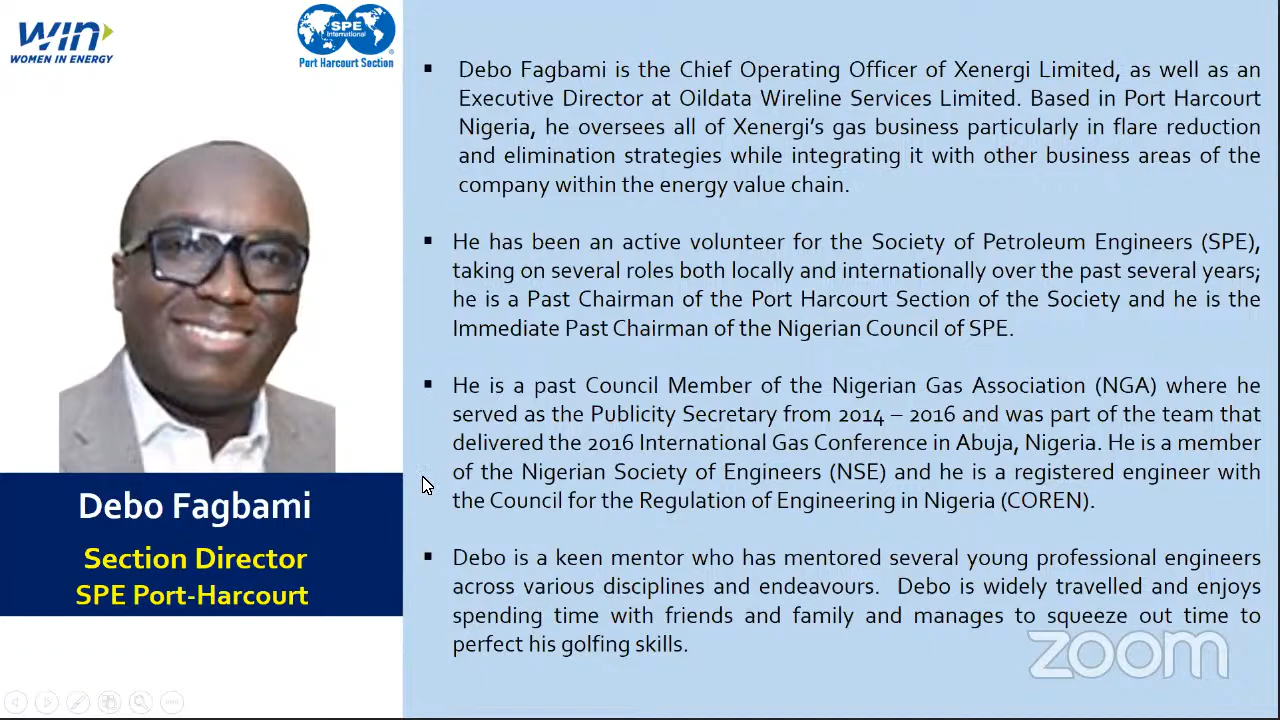 win
WOMEN IN ENERGY
SPE
International
®
Port Harcourt Section
Debo Fagbami
Section Director
SPE Port-Harcourt
▪ Debo Fagbami is the Chief Operating Officer of Xenergi Limited, as well as an
Executive Director at Oildata Wireline Services Limited. Based in Port Harcourt
Nigeria, he oversees all of Xenergi's gas business particularly in flare reduction
and elimination strategies while integrating it with other business areas of the
company within the energy value chain.
▪ He has been an active volunteer for the Society of Petroleum Engineers (SPE),
taking on several roles both locally and internationally over the past several years;
he is a Past Chairman of the Port Harcourt Section of the Society and he is the
Immediate Past Chairman of the Nigerian Council of SPE.
▪ He is a past Council Member of the Nigerian Gas Association (NGA) where he
served as the Publicity Secretary from 2014 – 2016 and was part of the team that
delivered the 2016 International Gas Conference in Abuja, Nigeria. He is a member
of the Nigerian Society of Engineers (NSE) and he is a registered engineer with
the Council for the Regulation of Engineering in Nigeria (COREN).
▪ Debo is a keen mentor who has mentored several young professional engineers
across various disciplines and endeavours. Debo is widely travelled and enjoys
spending time with friends and family and manages to squeeze out time to
perfect his golfing skills.
zoom